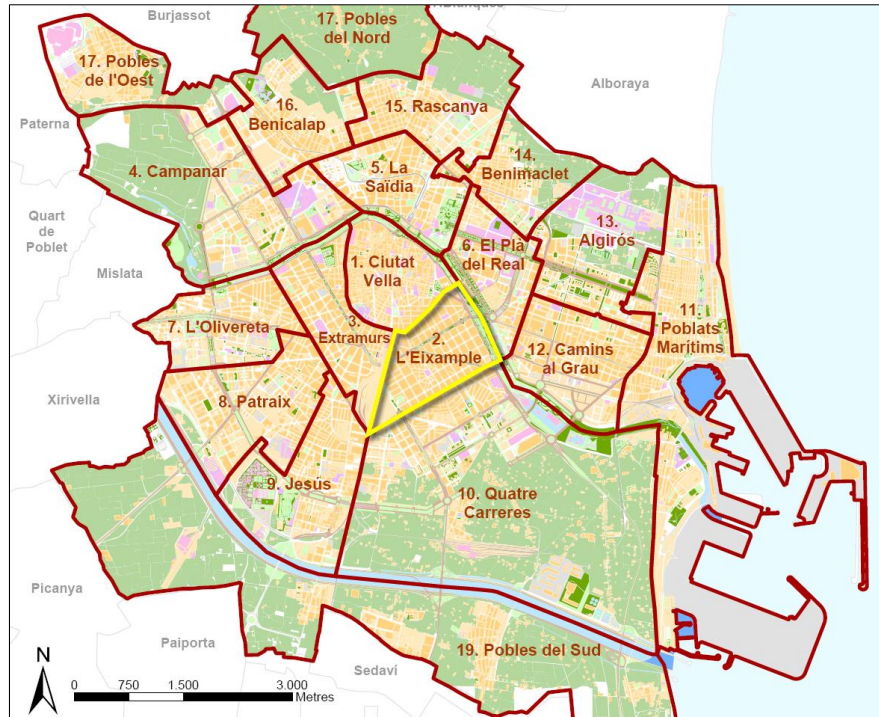 Burjassot
17. Pobles
del Nord
17. Pobles
de l'Oest
Alboraya
16.
Benicalap
15. Rascanya
Paterna
4. Campanar
5. La
Saïdia
14.
Benimaclet
13.
Algirós
Quart
de
Poblet
6. El Pla
del Real
1. Ciutat
Vella
Mislata
11.
Poblats
Marítims
7. L'Olivereta
3.
Extramurs
2.
L'Eixample
12. Camins
al Grau
Xirivella
8. Patraix
9. Jesús
10. Quatre
Carreres
Picanya
Paiporta
19. Pobles del Sud
Sedaví
N
0 750 1.500 3.000
Metres